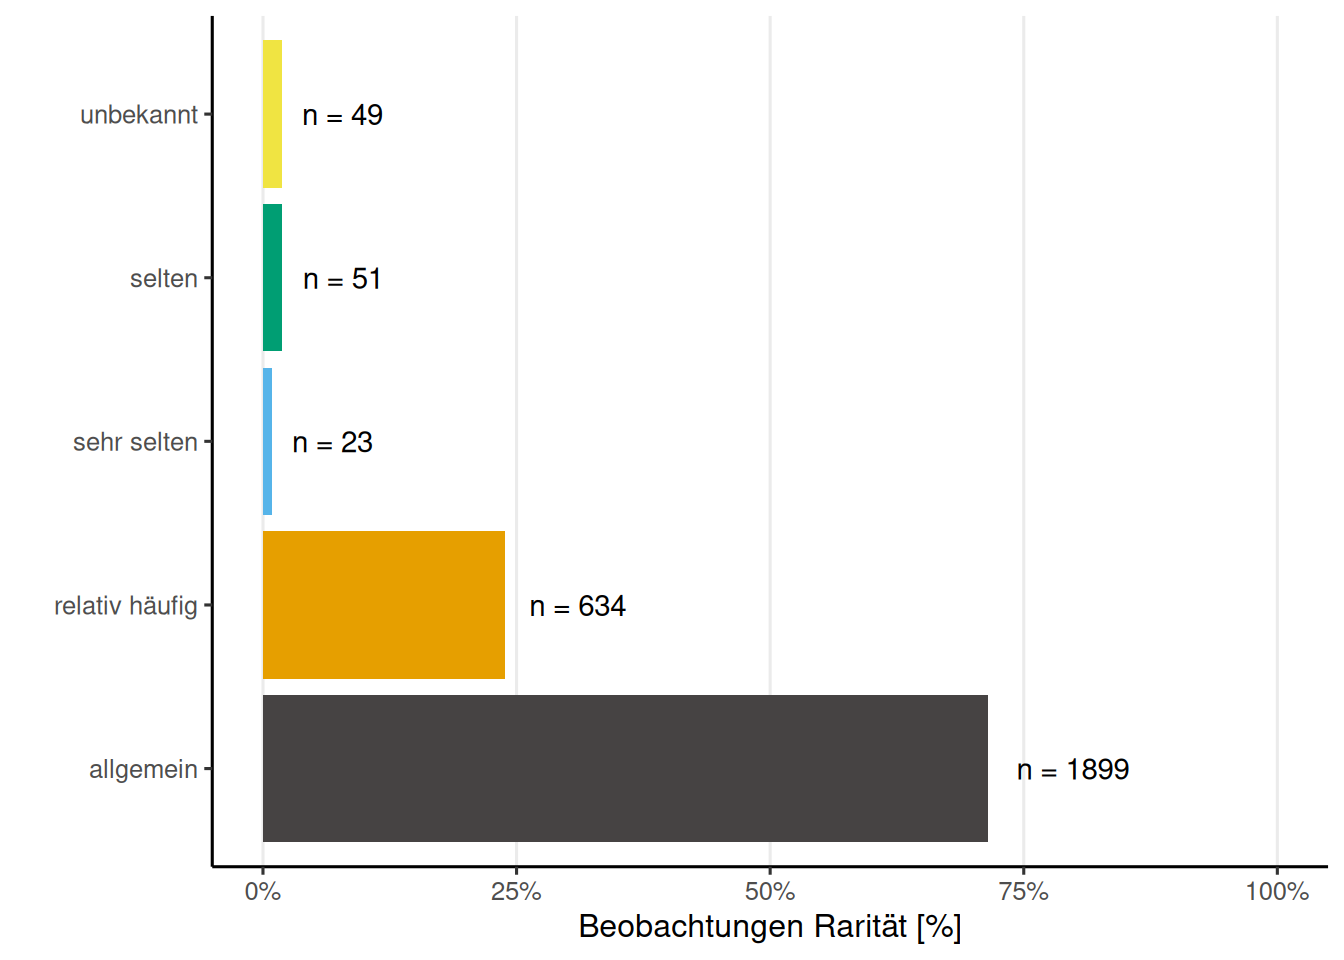 unbekannt
n = 49
selten
n = 51
sehr selten
n = 23
relativ häufig
n = 634
allgemein
n = 1899
0%
25%
50%
75%
100%
Beobachtungen Rarität [%]